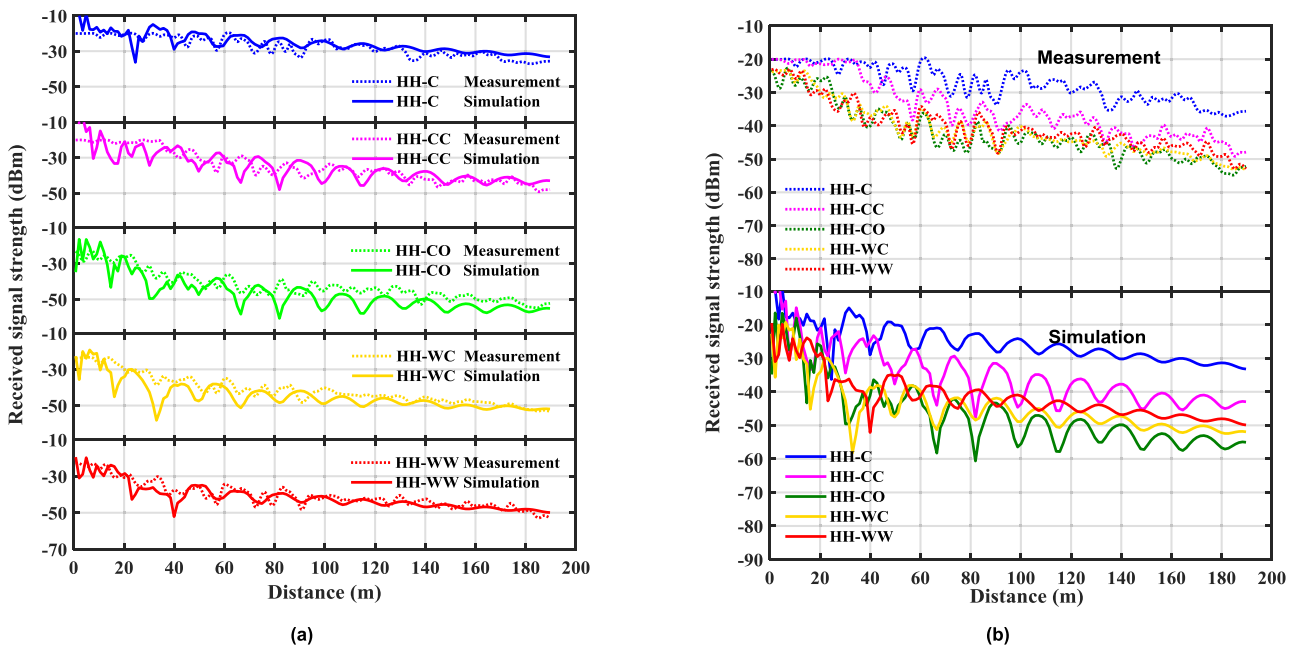 Received signal strength (dBm)
-10
-30
HH-C Measurement
HH-C Simulation
-10
-30
-50
HH-CC Measurement
HH-CC Simulation
-10
-30
-50
HH-CO Measurement
HH-CO Simulation
-10
-30
-50
HH-WC Measurement
HH-WC Simulation
-10
-30
-50
-70
HH-WW Measurement
HH-WW Simulation
0 20 40 60 80 100 120 140 160 180 200
Distance (m)
(a)
Received signal strength (dBm)
-10
-20
-30
-40
-50
-60
Measurement
HH-C
HH-CC
HH-CO
HH-WC
HH-WW
-10
-20
-30
-40
-50
-60
-70
-80
-90
Simulation
HH-C
HH-CC
HH-CO
HH-WC
HH-WW
0 20 40 60 80 100 120 140 160 180 200
Distance (m)
(b)